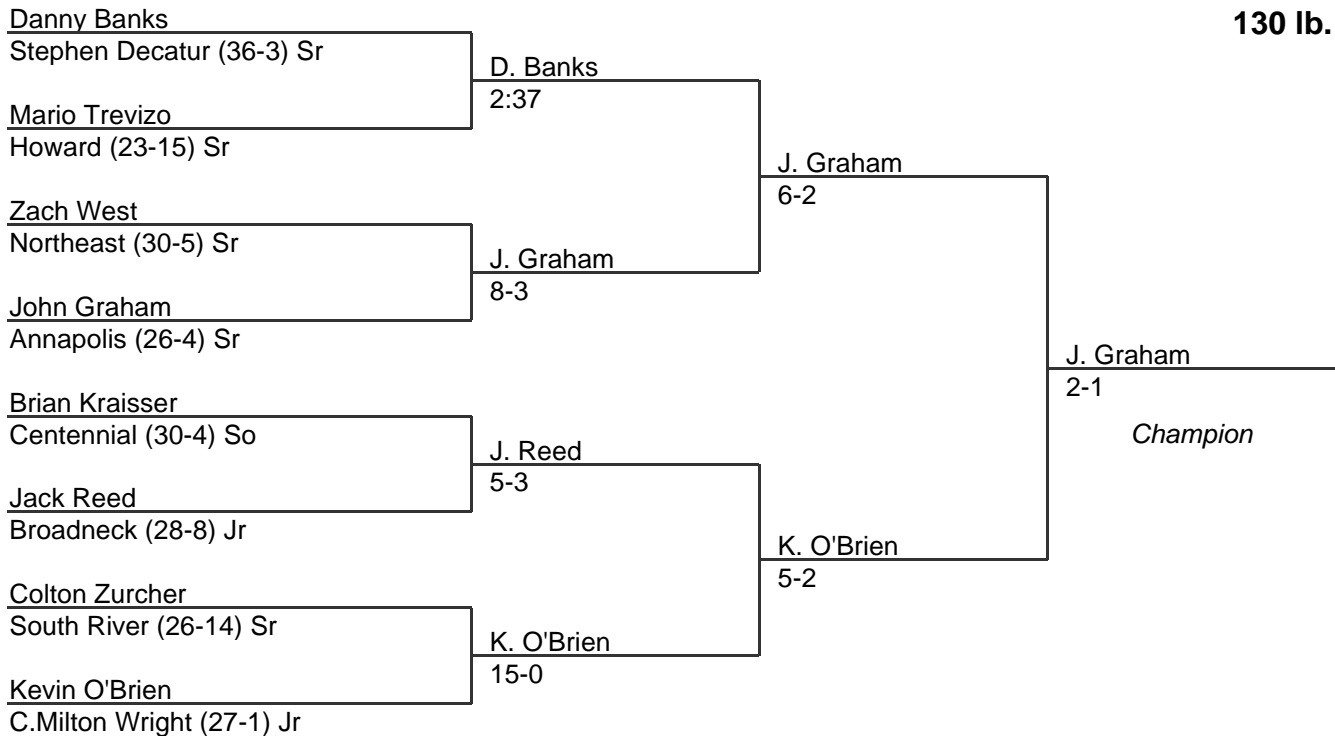 130 lb.
Danny Banks
Stephen Decatur (36-3) Sr
D. Banks
2:37
Mario Trevizo
Howard (23-15) Sr
J. Graham
6-2
Zach West
Northeast (30-5) Sr
J. Graham
8-3
John Graham
Annapolis (26-4) Sr
J. Graham
2-1
Champion
Brian Kraisser
Centennial (30-4) So
J. Reed
5-3
Jack Reed
Broadneck (28-8) Jr
K. O'Brien
5-2
Colton Zurcher
South River (26-14) Sr
K. O'Brien
15-0
Kevin O'Brien
C.Milton Wright (27-1) Jr